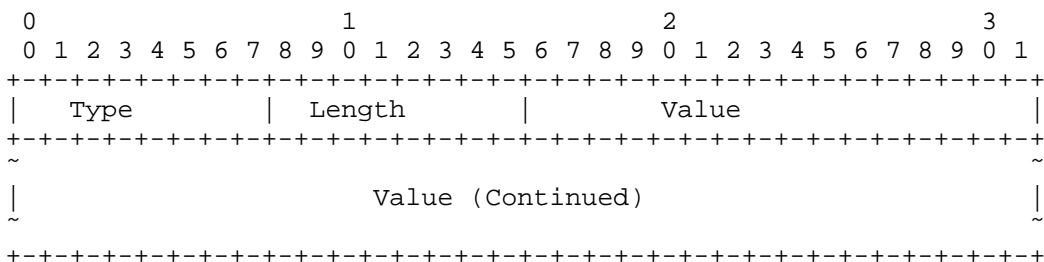 0                   1                   2                   3
 0 1 2 3 4 5 6 7 8 9 0 1 2 3 4 5 6 7 8 9 0 1 2 3 4 5 6 7 8 9 0 1
+-+-+-+-+-+-+-+-+-+-+-+-+-+-+-+-+-+-+-+-+-+-+-+-+-+-+-+-+-+-+-+-+
|   Type        |  Length       |        Value                  |
+-+-+-+-+-+-+-+-+-+-+-+-+-+-+-+-+-+-+-+-+-+-+-+-+-+-+-+-+-+-+-+-+
~                                                               ~
|                      Value (Continued)                        |
~                                                               ~
+-+-+-+-+-+-+-+-+-+-+-+-+-+-+-+-+-+-+-+-+-+-+-+-+-+-+-+-+-+-+-+-+